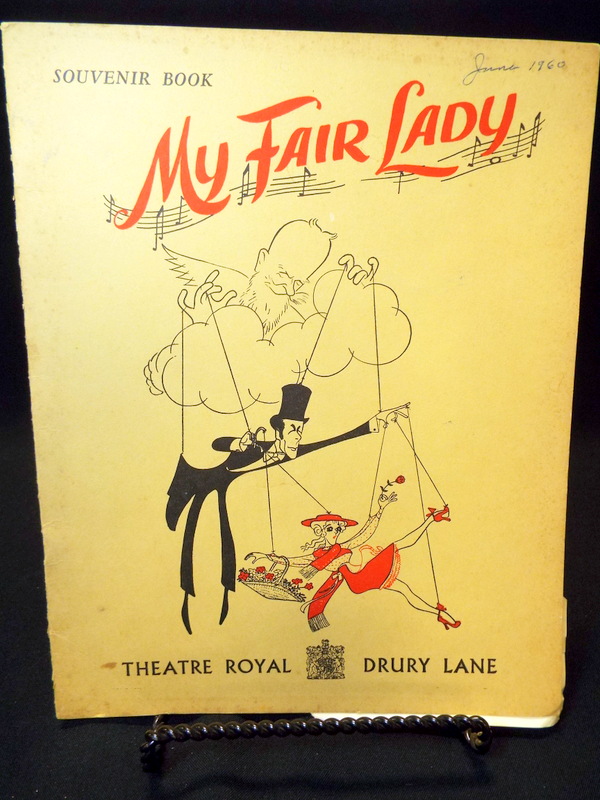 SOUVENIR BOOK
June 1960
MY FAIR LADY
THEATRE ROYAL DRURY LANE